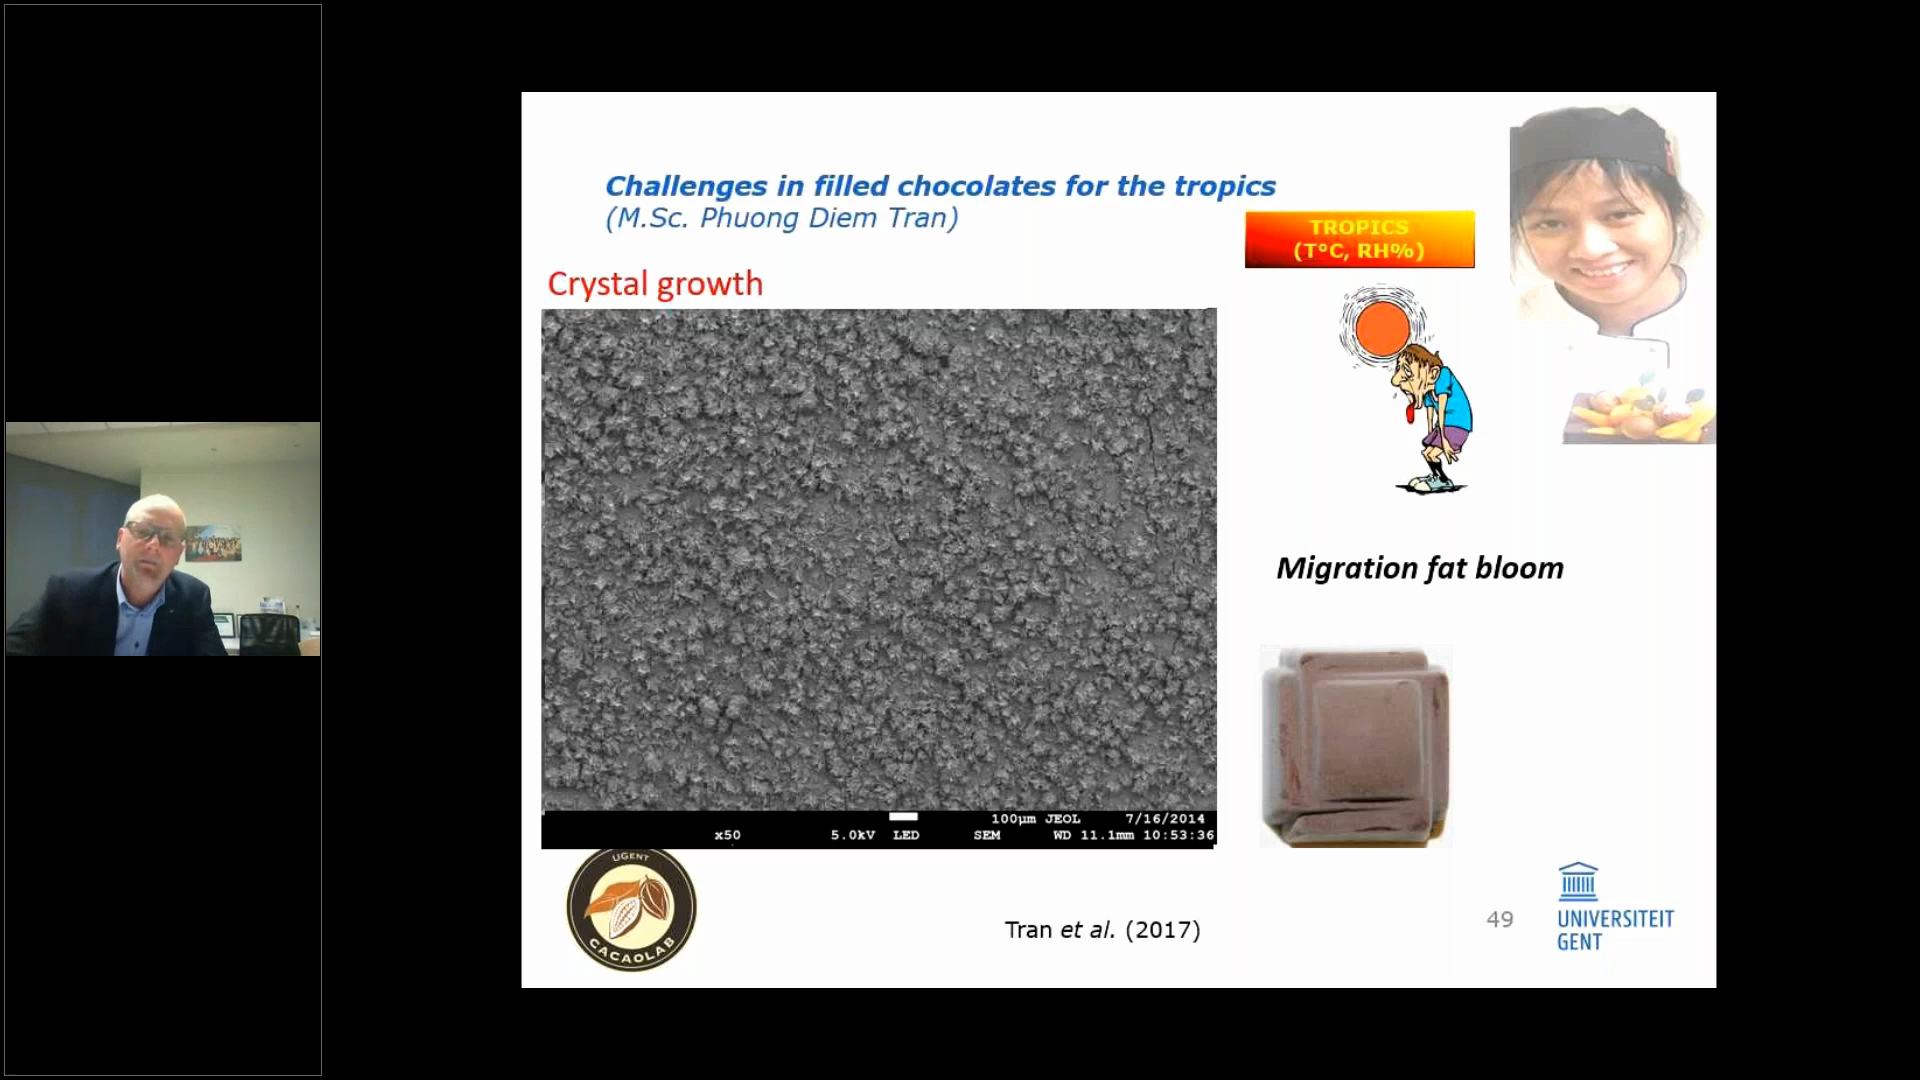 Challenges in filled chocolates for the tropics
(M.Sc. Phuong Diem Tran)
TROPICS
(T°C, RH%)
Crystal growth
Migration fat bloom
100µm JEOL 7/16/2014
x50 5.0kV LED SEM WD 11.1mm 10:53:36
UGENT
CACAOLAB
Tran et al. (2017)
49
UNIVERSITEIT
GENT